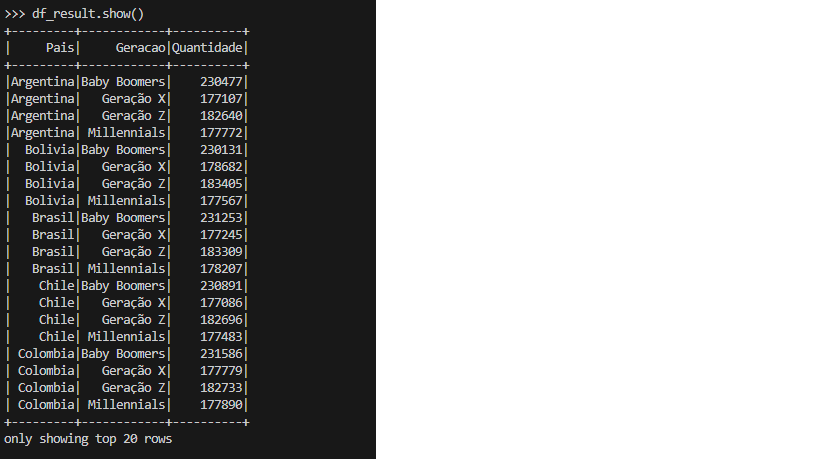 >>> df_result.show()
+---------+------------+----------+
|     Pais|     Geracao|Quantidade|
+---------+------------+----------+
|Argentina|Baby Boomers|    230477|
|Argentina|   Geração X|    177107|
|Argentina|   Geração Z|    182640|
|Argentina| Millennials|    177772|
|  Bolivia|Baby Boomers|    230131|
|  Bolivia|   Geração X|    178682|
|  Bolivia|   Geração Z|    183405|
|  Bolivia| Millennials|    177567|
|   Brasil|Baby Boomers|    231253|
|   Brasil|   Geração X|    177245|
|   Brasil|   Geração Z|    183309|
|   Brasil| Millennials|    178207|
|    Chile|Baby Boomers|    230891|
|    Chile|   Geração X|    177086|
|    Chile|   Geração Z|    182696|
|    Chile| Millennials|    177483|
| Colombia|Baby Boomers|    231586|
| Colombia|   Geração X|    177779|
| Colombia|   Geração Z|    182733|
| Colombia| Millennials|    177890|
+---------+------------+----------+
only showing top 20 rows